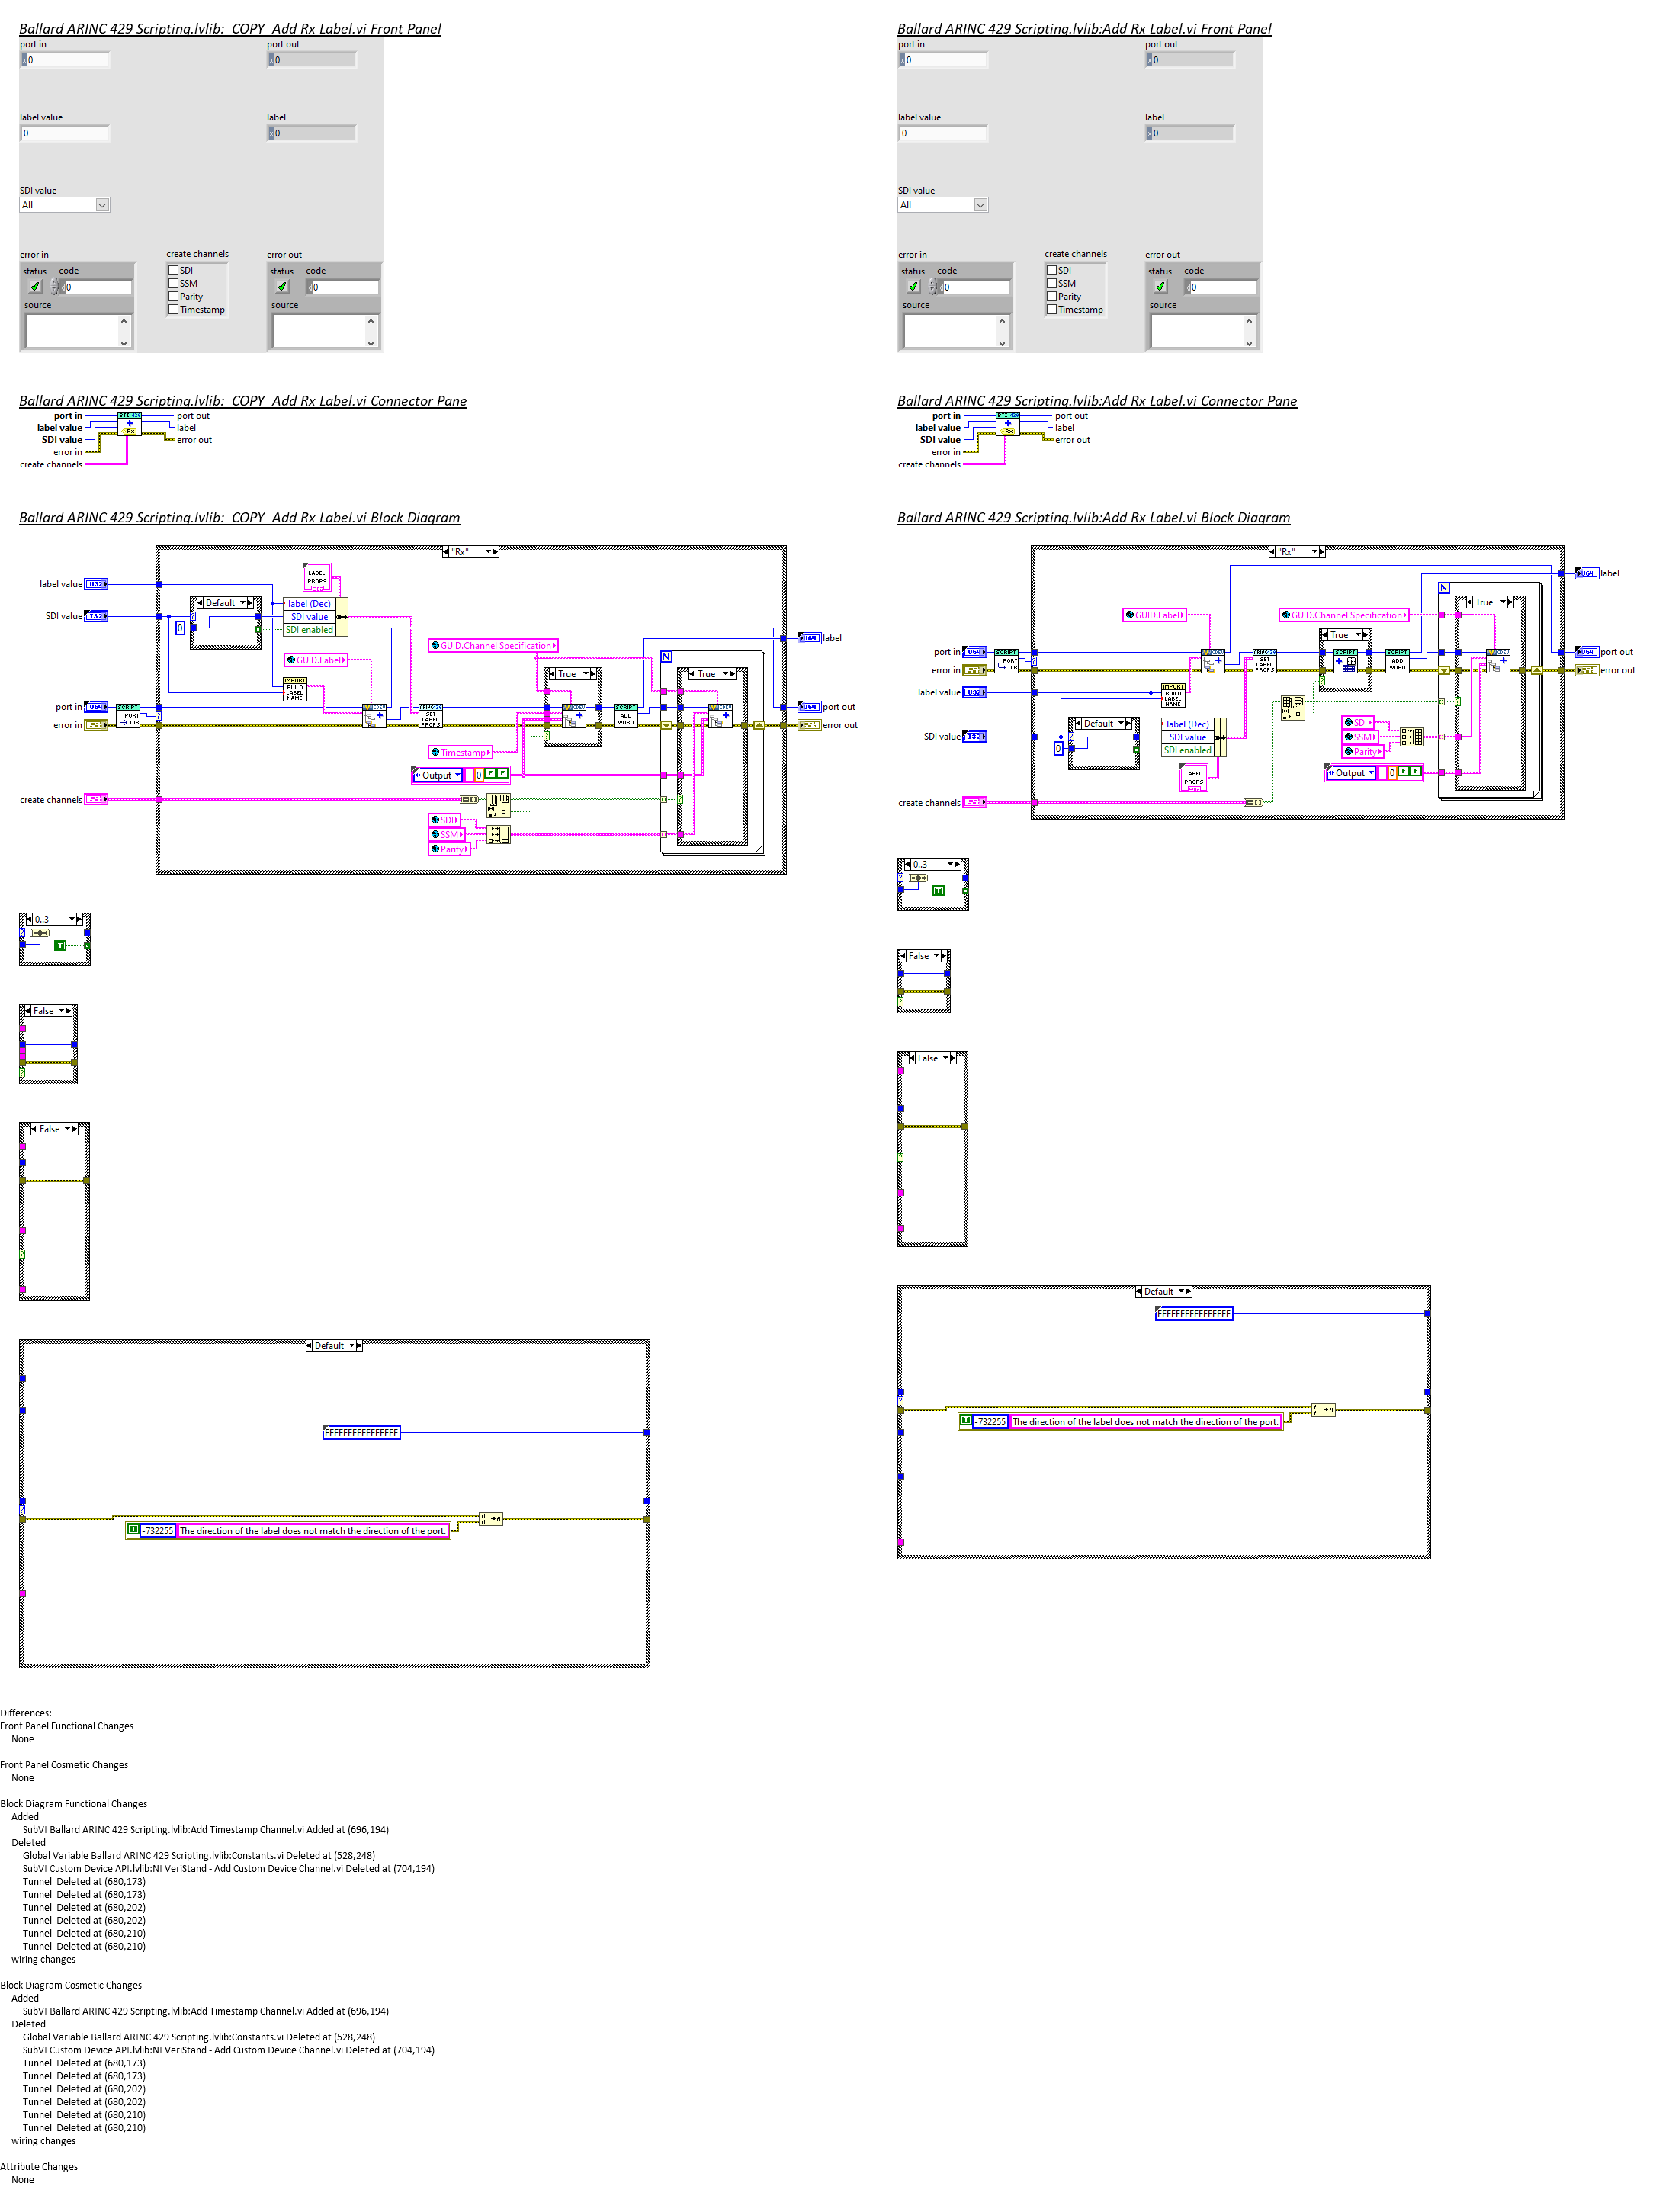 Ballard ARINC 429 Scripting.lvlib:  COPY  Add Rx Label.vi Front Panel
port in
port out
0
0
label value
label
0
0
SDI value
All
error in
create channels
error out
status
code
SDI
status
code
0
SSM
0
source
Parity
source
Timestamp
Ballard ARINC 429 Scripting.lvlib:  COPY  Add Rx Label.vi Connector Pane
port in
port out
label value
label
SDI value
error out
error in
create channels
Ballard ARINC 429 Scripting.lvlib:  COPY  Add Rx Label.vi Block Diagram
"Rx"
label value
U32
LABEL PROPS
SDI value
I32
Default
0
label (Dec)
SDI value
SDI enabled
GUID.Label
GUID.Channel Specification
N
U64
label
IMPORT
BUILD LABEL NAME
True
True
port in
U64
SCRIPT
PORT DIR
SET LABEL PROPS
SCRIPT
ADD WORD
U64
port out
error in
error out
Timestamp
Output
0
F
F
create channels
SDI
SSM
Parity
0..3
T
False
False
Default
FFFFFFFFFFFFFFFF
T
-732255
The direction of the label does not match the direction of the port.
Ballard ARINC 429 Scripting.lvlib:Add Rx Label.vi Front Panel
port in
port out
0
0
label value
label
0
0
SDI value
All
error in
create channels
error out
status
code
SDI
status
code
0
SSM
0
source
Parity
source
Timestamp
Ballard ARINC 429 Scripting.lvlib:Add Rx Label.vi Connector Pane
port in
port out
label value
label
SDI value
error out
error in
create channels
Ballard ARINC 429 Scripting.lvlib:Add Rx Label.vi Block Diagram
"Rx"
U64
label
N
True
GUID.Label
GUID.Channel Specification
True
port in
U64
SCRIPT
PORT DIR
SET LABEL PROPS
SCRIPT
SCRIPT
ADD WORD
U64
port out
error in
error out
label value
U32
IMPORT
BUILD LABEL NAME
SDI value
I32
Default
0
label (Dec)
SDI value
SDI enabled
LABEL PROPS
SDI
SSM
Parity
Output
0
F
F
create channels
0..3
T
False
False
Default
FFFFFFFFFFFFFFFF
T
-732255
The direction of the label does not match the direction of the port.
Differences:
Front Panel Functional Changes
None
Front Panel Cosmetic Changes
None
Block Diagram Functional Changes
Added
SubVI Ballard ARINC 429 Scripting.lvlib:Add Timestamp Channel.vi Added at (696,194)
Deleted
Global Variable Ballard ARINC 429 Scripting.lvlib:Constants.vi Deleted at (528,248)
SubVI Custom Device API.lvlib:NI VeriStand - Add Custom Device Channel.vi Deleted at (704,194)
Tunnel  Deleted at (680,173)
Tunnel  Deleted at (680,173)
Tunnel  Deleted at (680,202)
Tunnel  Deleted at (680,202)
Tunnel  Deleted at (680,210)
Tunnel  Deleted at (680,210)
wiring changes
Block Diagram Cosmetic Changes
Added
SubVI Ballard ARINC 429 Scripting.lvlib:Add Timestamp Channel.vi Added at (696,194)
Deleted
Global Variable Ballard ARINC 429 Scripting.lvlib:Constants.vi Deleted at (528,248)
SubVI Custom Device API.lvlib:NI VeriStand - Add Custom Device Channel.vi Deleted at (704,194)
Tunnel  Deleted at (680,173)
Tunnel  Deleted at (680,173)
Tunnel  Deleted at (680,202)
Tunnel  Deleted at (680,202)
Tunnel  Deleted at (680,210)
Tunnel  Deleted at (680,210)
wiring changes
Attribute Changes
None